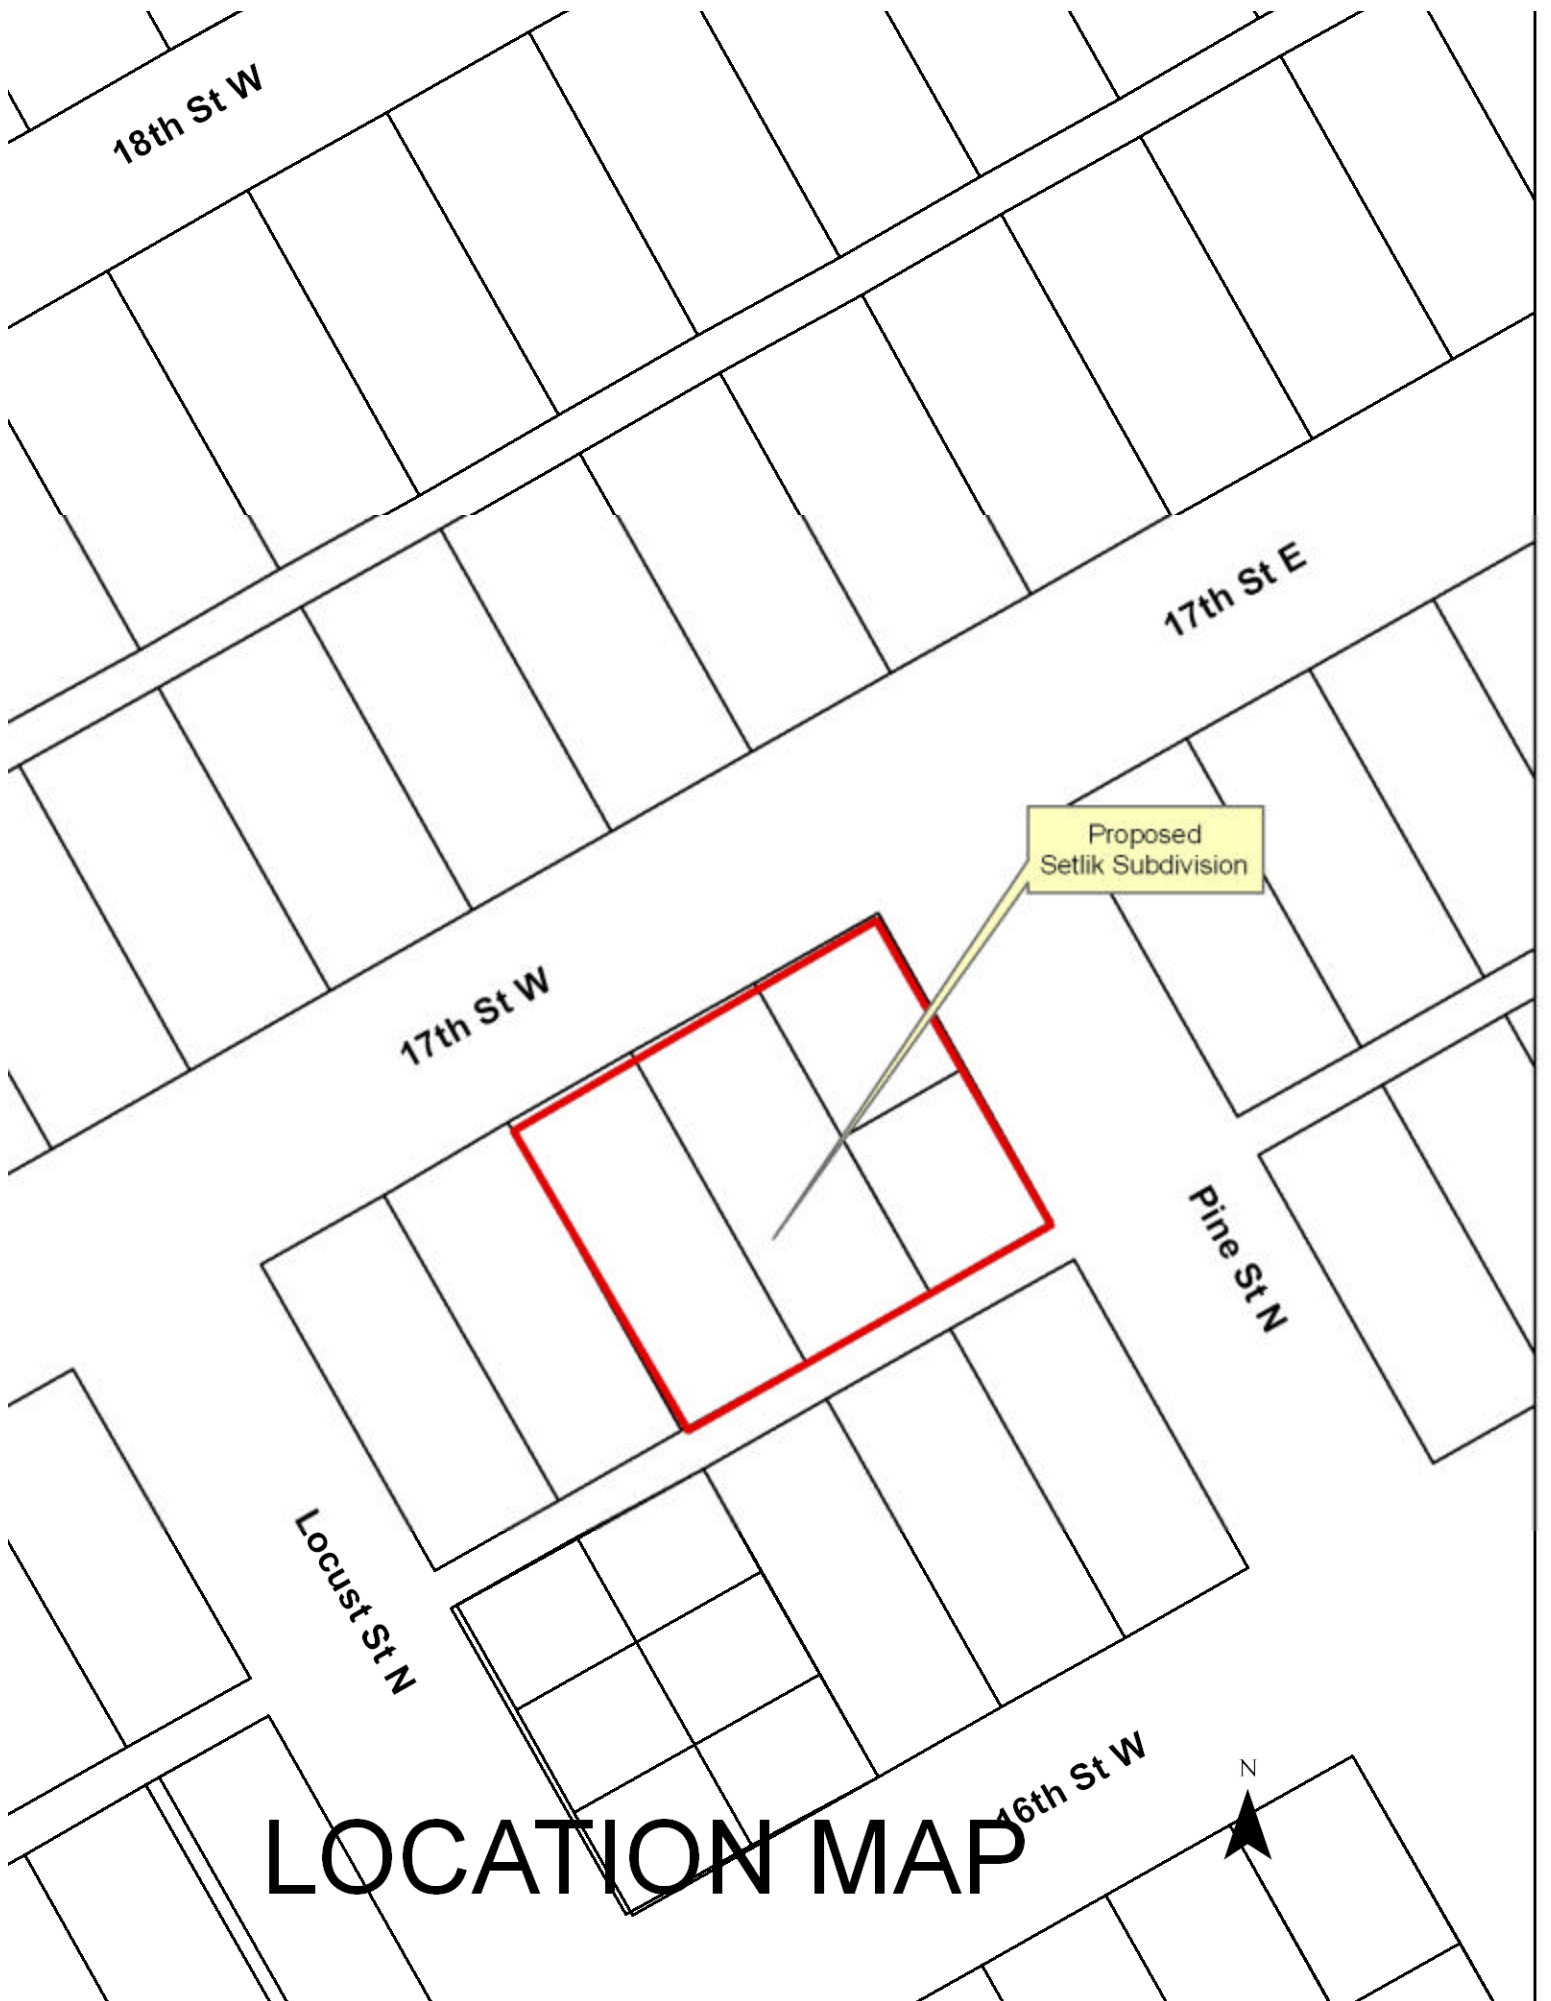 18th St W
17th St E
Proposed
Setlik Subdivision
17th St W
Pine St N
Locust St N
16th St W
N
LOCATION MAP